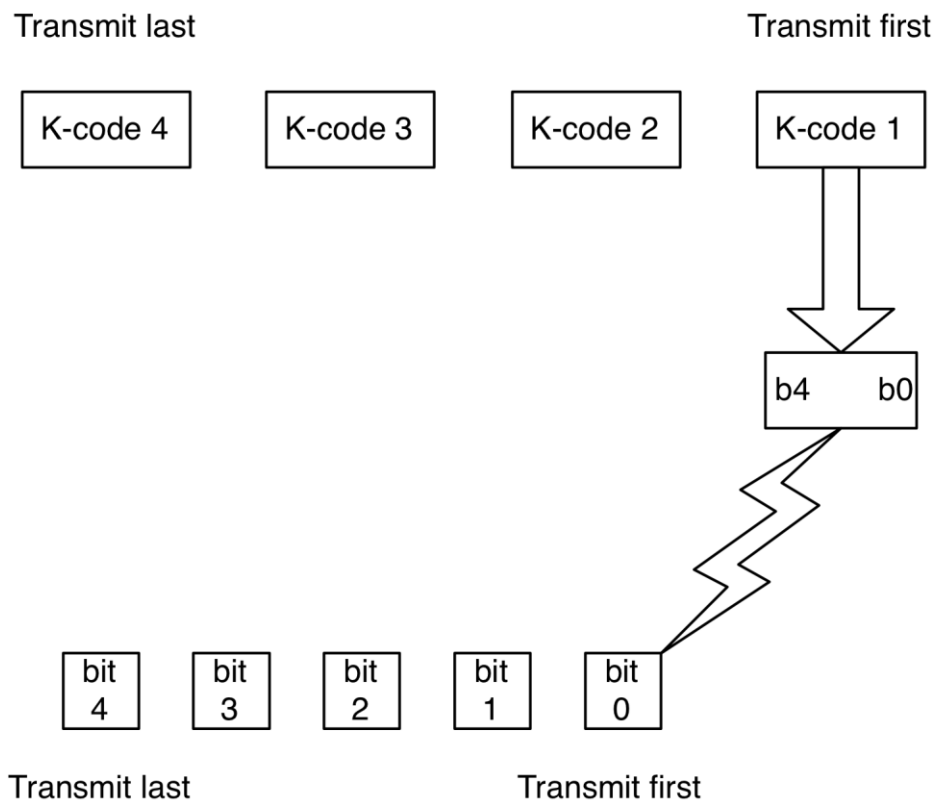 Transmit last
Transmit first
K-code 4
K-code 3
K-code 2
K-code 1
b4
b0
bit
4
bit
3
bit
2
bit
1
bit
0
Transmit last
Transmit first